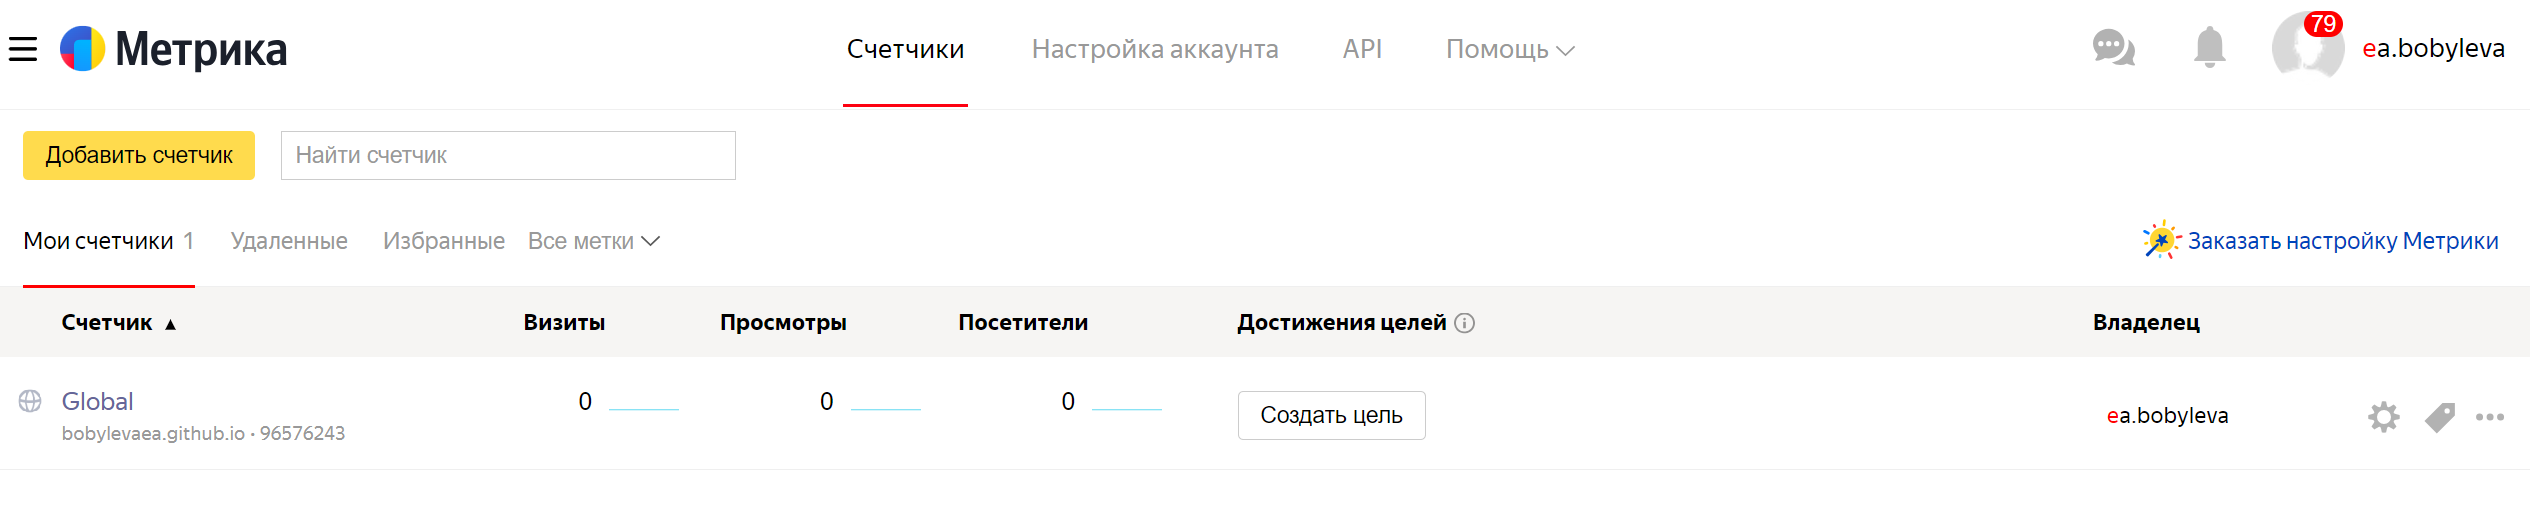 Метрика
Счетчики
Настройка аккаунта
API
Помощь
79
ea.bobyleva
Добавить счетчик
Найти счетчик
Мои счетчики 1
Удаленные
Избранные
Все метки
Заказать настройку Метрики
Счетчик ▲
Визиты
Просмотры
Посетители
Достижения целей
Владелец
Global
0
0
0
Создать цель
ea.bobyleva
bobylevaea.github.io · 96576243